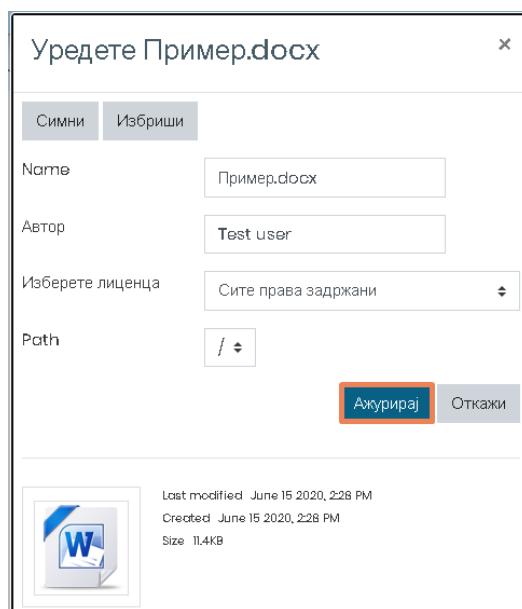 Уредете Пример.docx ×
Симни Избриши
Name Пример.docx
Автор Test user
Изберете лиценца Сите права задржани
Path /
Ажурирај Откажи
Last modified June 15 2020, 2:28 PM
Created June 15 2020, 2:28 PM
Size 11.4KB
W